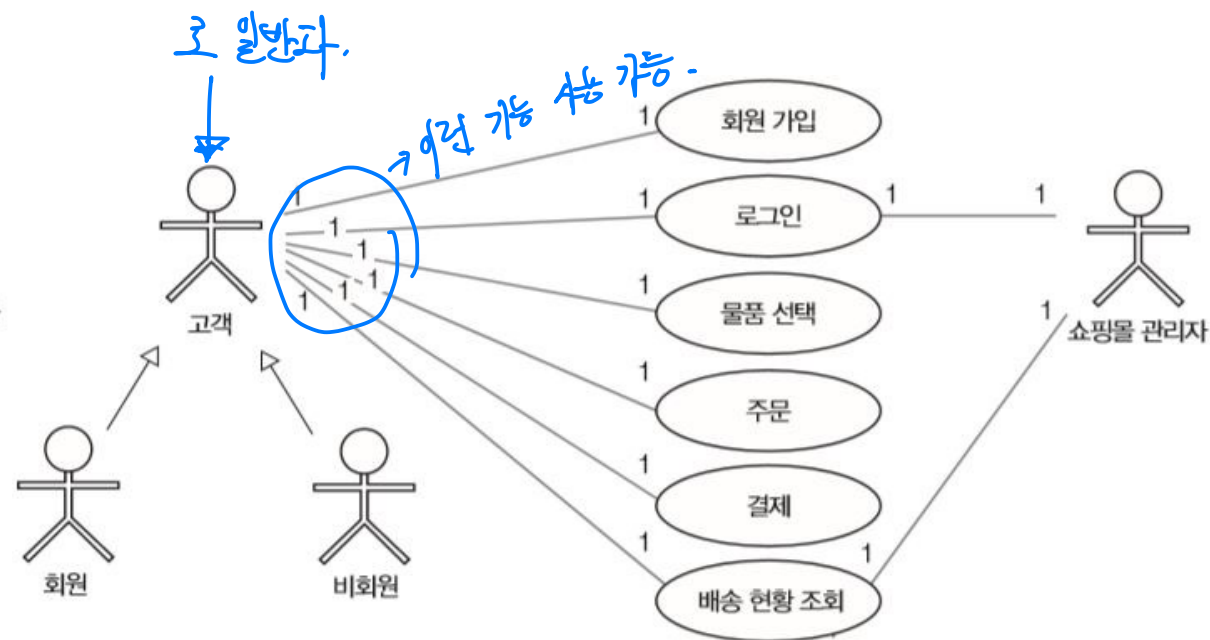 로 일반화.
→ 이런 기능 사용 가능.
1 회원 가입
1
1 로그인 1 1
1
1
물품 선택
1
1
쇼핑몰 관리자
1
1
1
고객
1
주문
1
결제
1
1
배송 현황 조회
회원
비회원